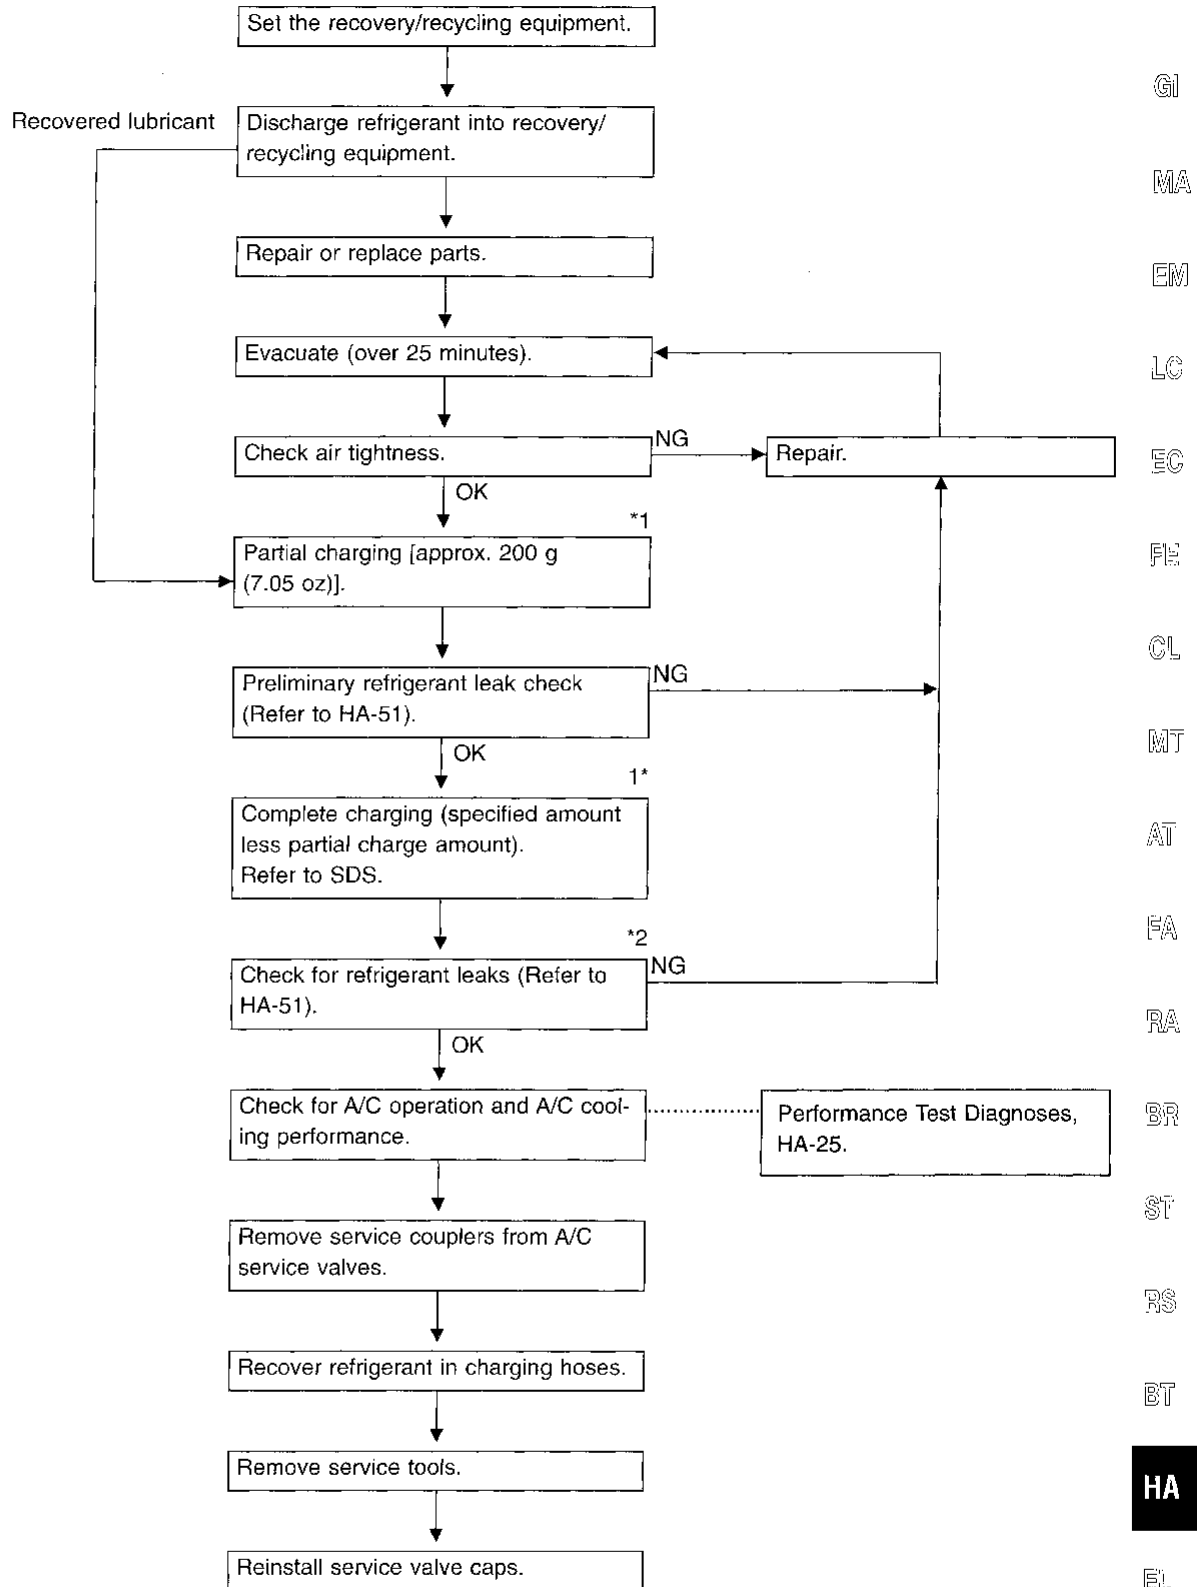 Set the recovery/recycling equipment.
Recovered lubricant
Discharge refrigerant into recovery/
recycling equipment.
Repair or replace parts.
Evacuate (over 25 minutes).
Check air tightness.
NG
Repair.
OK
*1
Partial charging [approx. 200 g
(7.05 oz)].
Preliminary refrigerant leak check
(Refer to HA-51).
NG
OK
1*
Complete charging (specified amount
less partial charge amount).
Refer to SDS.
*2
Check for refrigerant leaks (Refer to
HA-51).
NG
OK
Check for A/C operation and A/C cool-
ing performance.
Performance Test Diagnoses,
HA-25.
Remove service couplers from A/C
service valves.
Recover refrigerant in charging hoses.
Remove service tools.
Reinstall service valve caps.
GI
MA
EM
LC
EC
FE
CL
MT
AT
FA
RA
BR
ST
RS
BT
HA
EL